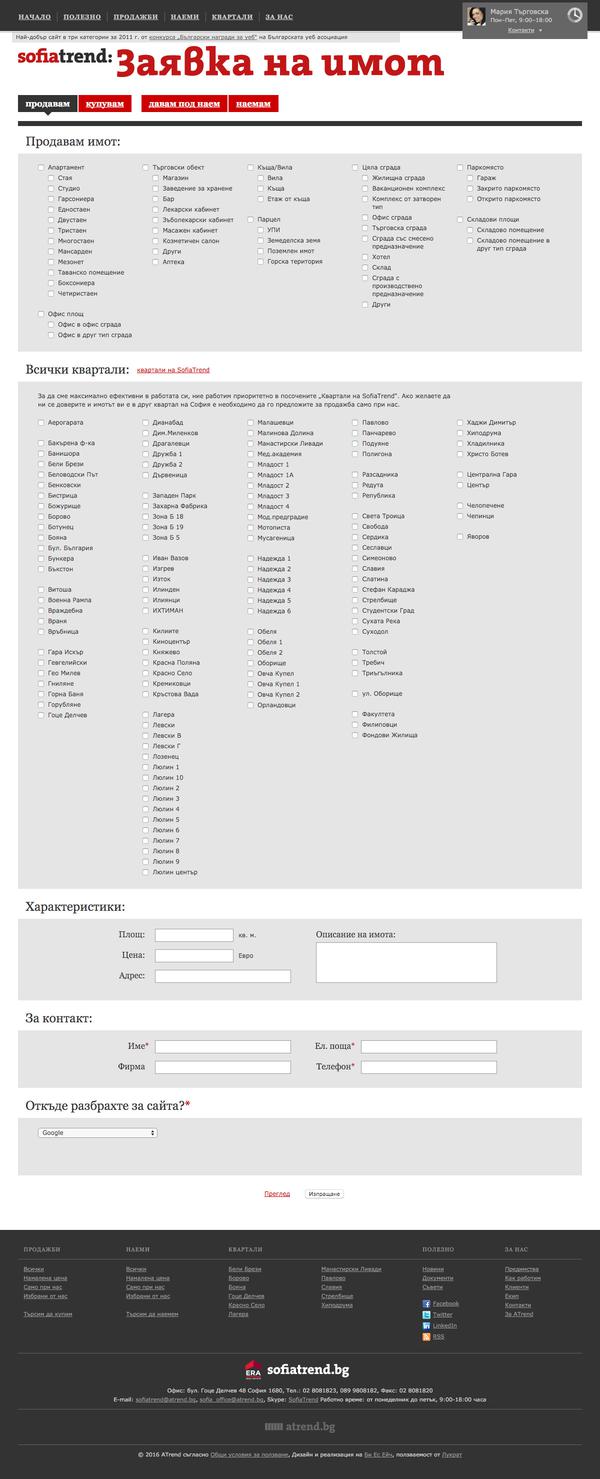 НАЧАЛО ПОЛЕЗНО ПРОДАЖБИ НАЕМИ КВАРТАЛИ ЗА НАС
Мария Търговска
Пон-Пет, 9:00-18:00
Контакти
Най-добър сайт в три категории за 2011 г. от конкурса „Български награди за уеб“ на Българската уеб асоциация
sofiatrend: Заявка на имот
продавам купувам давам под наем наемам
Продавам имот:
Апартамент
Стая
Студио
Гарсониера
Едностаен
Двустаен
Тристаен
Многостаен
Мансарден
Мезонет
Таванско помещение
Боксониера
Четиристаен
Офис площ
Офис в офис сграда
Офис в друг тип сграда
Търговски обект
Магазин
Заведение за хранене
Бар
Лекарски кабинет
Зъболекарски кабинет
Масажен кабинет
Козметичен салон
Други
Аптека
Къща/Вила
Вила
Къща
Етаж от къща
Парцел
УПИ
Земеделска земя
Поземлен имот
Горска територия
Цяла сграда
Жилищна сграда
Ваканционен комплекс
Комплекс от затворен
тип
Офис сграда
Търговска сграда
Сграда със смесено
предназначение
Хотел
Склад
Сграда с
производствено
предназначение
Други
Паркомясто
Гараж
Закрито паркомясто
Открито паркомясто
Складови площи
Складово помещение
Складово помещение в
друг тип сграда
Всички квартали: квартали на SofiaTrend
За да сме максимално ефективни в работата си, ние работим приоритетно в посочените „Квартали на SofiaTrend“. Ако желаете да
ни се доверите и имотът ви е в друг квартал на София е необходимо да го предложите за продажба само при нас.
Аерогарата
Бакърена ф-ка
Банишора
Бели Брези
Беловодски Път
Бенковски
Бистрица
Божурище
Борово
Ботунец
Бояна
Бул. България
Бункера
Бъкстон
Витоша
Военна Рампа
Враждебна
Враня
Връбница
Гара Искър
Гевгелийски
Гео Милев
Гниляне
Горна Баня
Горубляне
Гоце Делчев
Дианабад
Дим.Миленков
Драгалевци
Дружба 1
Дружба 2
Дървеница
Западен Парк
Захарна Фабрика
Зона Б 18
Зона Б 19
Зона Б 5
Иван Вазов
Изгрев
Изток
Илинден
Илиянци
ИХТИМАН
Килиите
Киноцентър
Княжево
Красна Поляна
Красно Село
Кремиковци
Кръстова Вада
Лагера
Левски
Левски В
Левски Г
Лозенец
Люлин 1
Люлин 10
Люлин 2
Люлин 3
Люлин 4
Люлин 5
Люлин 6
Люлин 7
Люлин 8
Люлин 9
Люлин център
Малашевци
Малинова Долина
Манастирски Ливади
Мед.академия
Младост 1
Младост 1А
Младост 2
Младост 3
Младост 4
Мод.предградие
Мотописта
Мусагеница
Надежда 1
Надежда 2
Надежда 3
Надежда 4
Надежда 5
Надежда 6
Обеля
Обеля 1
Обеля 2
Оборище
Овча Купел
Овча Купел 1
Овча Купел 2
Орландовци
Павлово
Панчарево
Подуяне
Полигона
Разсадника
Редута
Република
Света Троица
Свобода
Сердика
Сеславци
Симеоново
Славия
Слатина
Стефан Караджа
Стрелбище
Студентски Град
Сухата Река
Суходол
Толстой
Требич
Триъгълника
ул. Оборище
Факултета
Филиповци
Фондови Жилища
Хаджи Димитър
Хиподрума
Хладилника
Христо Ботев
Централна Гара
Център
Челопечене
Чепинци
Яворов
Характеристики:
Площ: кв. м.
Цена: Евро
Адрес:
Описание на имота:
За контакт:
Име* Ел. поща*
Фирма Телефон*
Откъде разбрахте за сайта?*
Google
Преглед Изпращане
ПРОДАЖБИ
Всички
Намалена цена
Само при нас
Избрани от нас
Търсим да купим
НАЕМИ
Всички
Намалена цена
Само при нас
Избрани от нас
Търсим да наемем
КВАРТАЛИ
Бели Брези
Борово
Бояна
Гоце Делчев
Красно Село
Лагера
Манастирски Ливади
Павлово
Славия
Стрелбище
Хиподрума
ПОЛЕЗНО
Новини
Документи
Съвети
Facebook
Twitter
LinkedIn
RSS
ЗА НАС
Предимства
Как работим
Клиенти
Екип
Контакти
За ATrend
ERA sofiatrend.bg
Офис: бул. Гоце Делчев 48 София 1680, Тел.: 02 8081823, 089 9808182, Факс: 02 8081820
E-mail: sofiatrend@atrend.bg, sofia_office@atrend.bg, Skype: SofiaTrend Работно време: от понеделник до петък, 9:00-18:00 часа
atrend.bg
© 2016 ATrend съгласно Общи условия за ползване, Дизайн и реализация на Би Ес Ейч, ползваемост от Лукрат